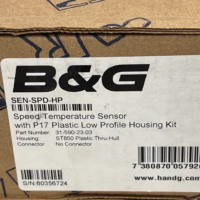 B&G
SEN-SPD-HP
Speed/Temperature Sensor
with P17 Plastic Low Profile Housing Kit
Part Number: 31-590-23-03
Housing: ST850 Plastic Thru-Hull
Connector: No Connector
S/N:60356724
www.bandg.com